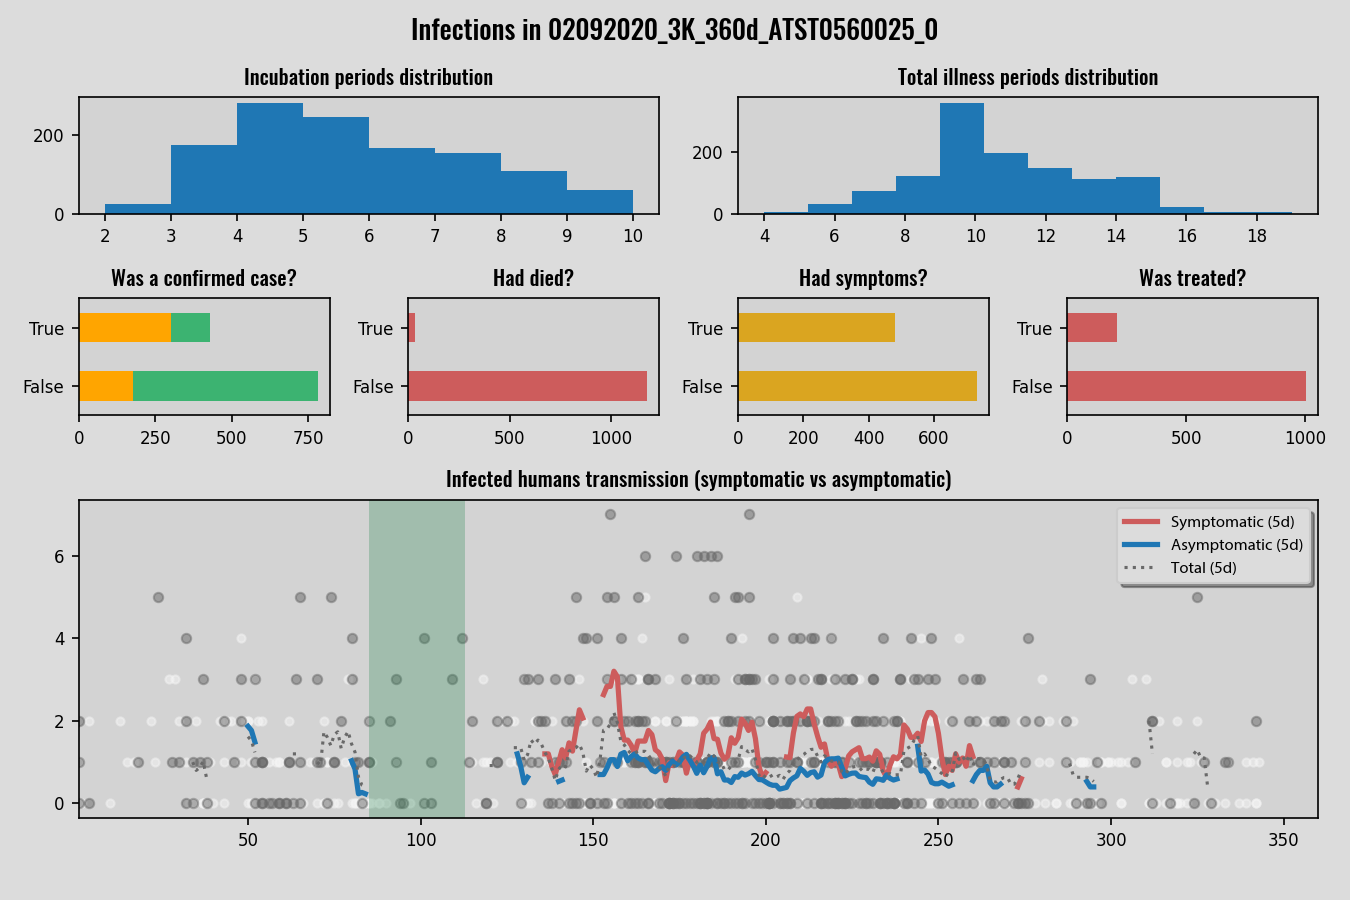 Infections in 02092020_3K_360d_ATST0560025_0
Incubation periods distribution
Total illness periods distribution
200
0
2 3 4 5 6 7 8 9 10
200
0
4 6 8 10 12 14 16 18
Was a confirmed case?
Had died?
Had symptoms?
Was treated?
True
False
0 250 500 750
True
False
0 500 1000
True
False
0 200 400 600
True
False
0 500 1000
Infected humans transmission (symptomatic vs asymptomatic)
Symptomatic (5d)
Asymptomatic (5d)
Total (5d)
6
4
2
0
50 100 150 200 250 300 350